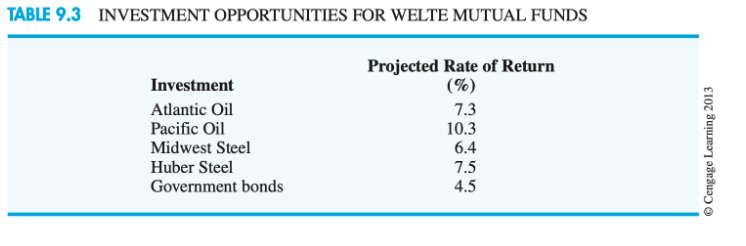 TABLE 9.3 INVESTMENT OPPORTUNITIES FOR WELTE MUTUAL FUNDS
Projected Rate of Return
Investment (%)
Atlantic Oil 7.3
Pacific Oil 10.3
Midwest Steel 6.4
Huber Steel 7.5
Government bonds 4.5
© Cengage Learning 2013